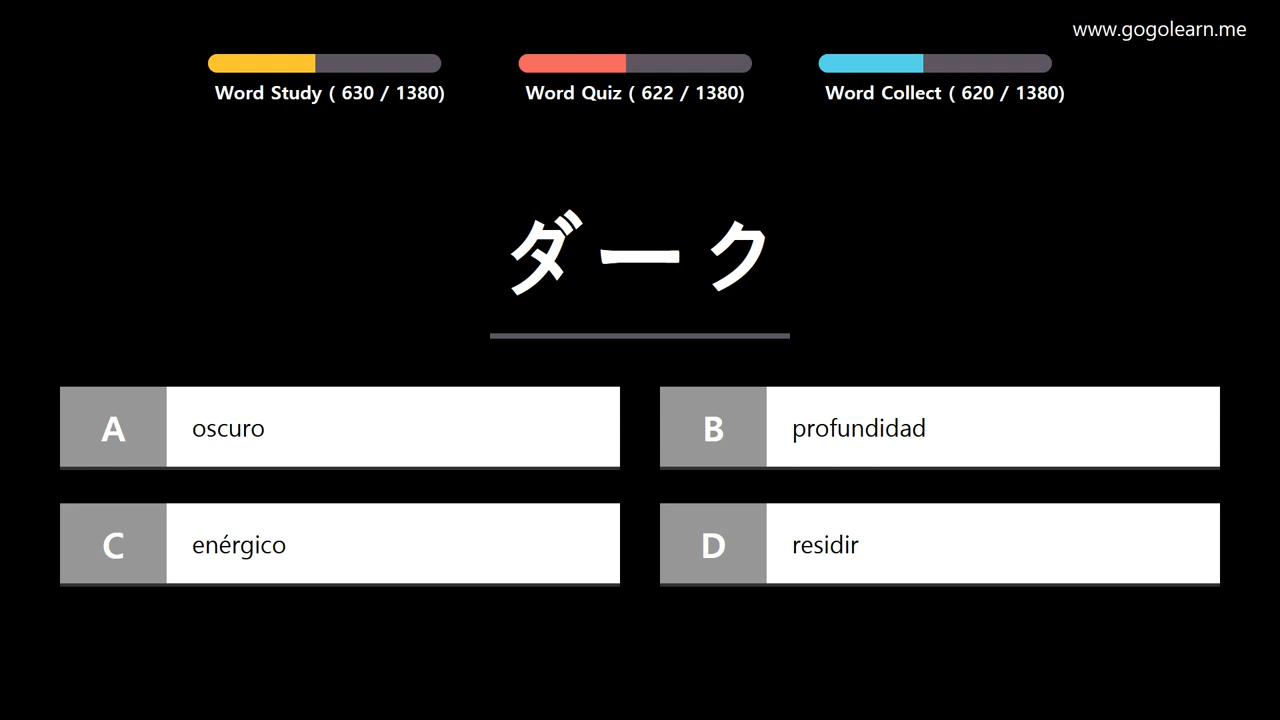 www.gogolearn.me
Word Study ( 630 / 1380)
Word Quiz ( 622 / 1380)
Word Collect ( 620 / 1380)
ダーク
A oscuro
B profundidad
C enérgico
D residir